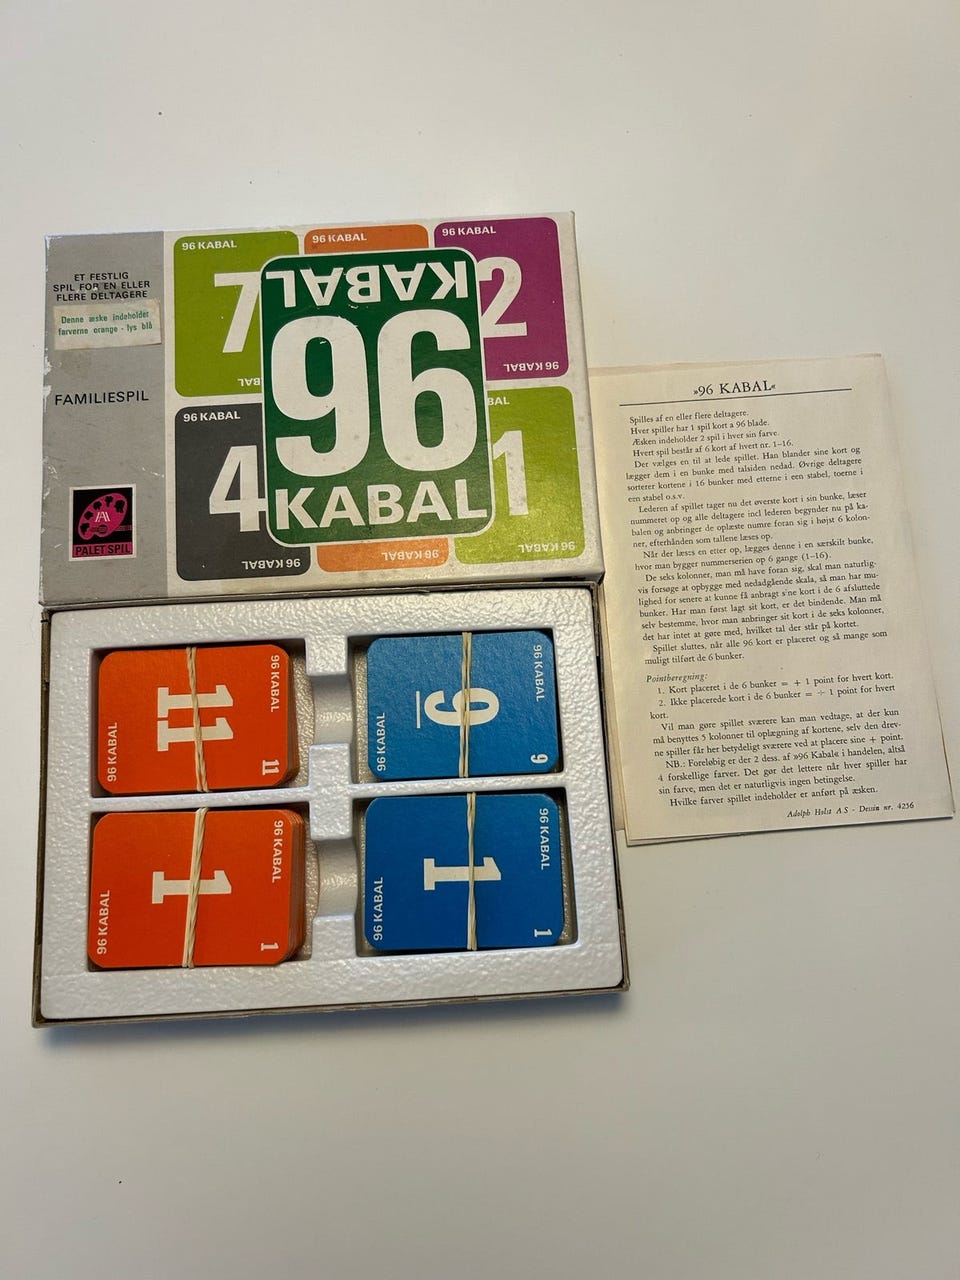 ET FESTLIG
SPIL FOR EN ELLER
FLERE DELTAGERE
Denne æske indeholder
farverne orange - lys blå
FAMILIESPIL
PALET SPIL
96 KABAL
7
96 KABAL
96 KABAL
2
96 KABAL
KABAL
96
KABAL
96 KABAL
4
96 KABAL
96 KABAL
BAL
1
96 KABAL
96 KABAL
11
96 KABAL
11
96 KABAL
9
96 KABAL
9
96 KABAL
1
96 KABAL
1
96 KABAL
1
96 KABAL
1
»96 KABAL«
Spilles af en eller flere deltagere.
Hver spiller har 1 spil kort a 96 blade.
Æsken indeholder 2 spil i hver sin farve.
Hvert spil består af 6 kort af hvert nr. 1–16.
Der vælges en til at lede spillet. Han blander sine kort og
lægger dem i en bunke med talsiden nedad. Øvrige deltagere
sorterer kortene i 16 bunker med etterne i een stabel, toerne i
een stabel o.s.v.
Lederen af spillet tager nu det øverste kort i sin bunke, læser
nummeret op og alle deltagere incl lederen begynder nu på ka-
balen og anbringer de oplæste numre foran sig i højst 6 kolon-
ner, efterhånden som tallene læses op.
Når der læses en etter op, lægges denne i en særskilt bunke,
hvor man bygger nummerserien op 6 gange (1–16).
De seks kolonner, man må have foran sig, skal man naturlig-
vis forsøge at opbygge med nedadgående skala, så man har mu-
lighed for senere at kunne få anbragt s'ne kort i de 6 afsluttede
bunker. Har man først lagt sit kort, er det bindende. Man må
selv bestemme, hvor man anbringer sit kort i de seks kolonner,
det har intet at gøre med, hvilket tal der står på kortet.
Spillet sluttes, når alle 96 kort er placeret og så mange som
muligt tilført de 6 bunker.
Pointberegning:
1. Kort placeret i de 6 bunker = + 1 point for hvert kort.
2. Ikke placerede kort i de 6 bunker = ÷ 1 point for hvert
kort.
Vil man gøre spillet sværere kan man vedtage, at der kun
må benyttes 5 kolonner til oplægning af kortene, selv den drev-
ne spiller får her betydeligt sværere ved at placere sine + point.
NB.: Foreløbig er der 2 dess. af »96 Kabal« i handelen, altså
4 forskellige farver. Det gør det lettere når hver spiller har
sin farve, men det er naturligvis ingen betingelse.
Hvilke farver spillet indeholder er anført på æsken.
Adolph Holst A S - Dessin nr. 4256